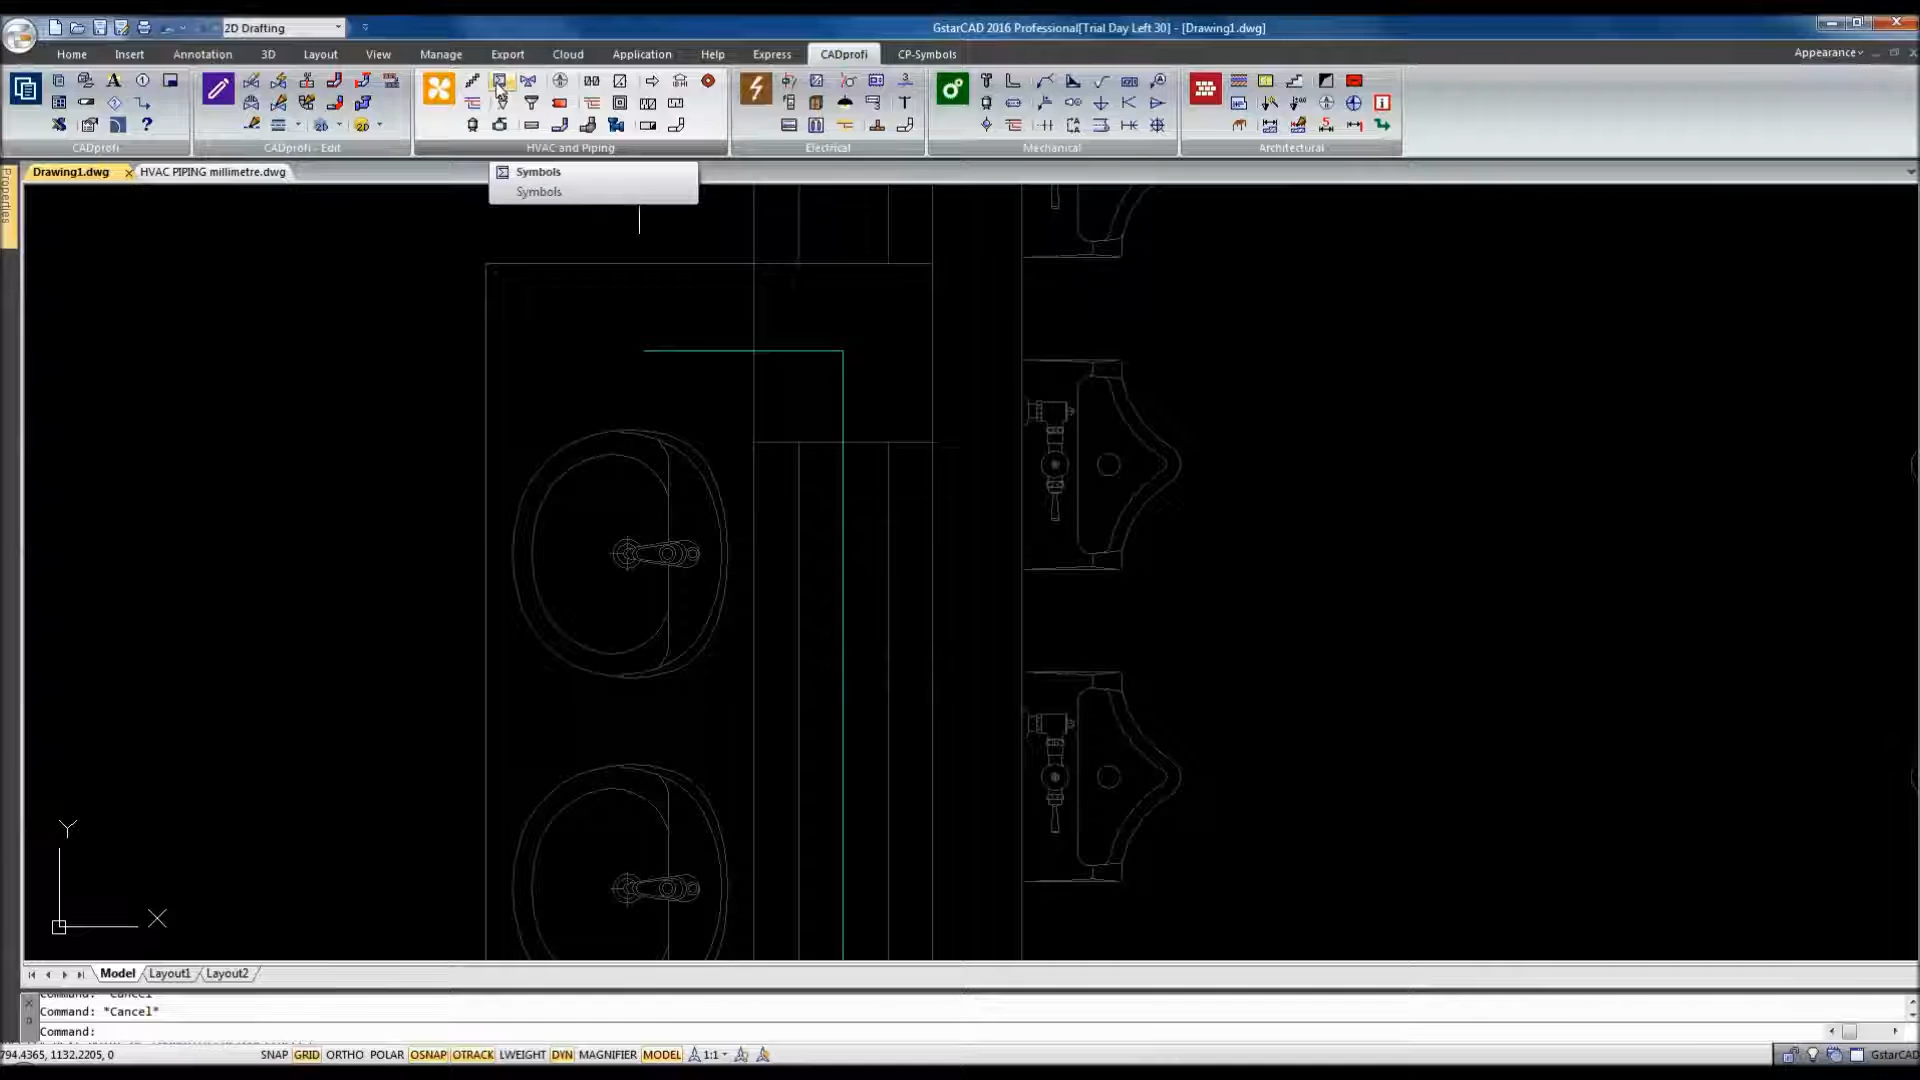 2D Drafting
GstarCAD 2016 Professional[Trial Day Left 30] - [Drawing1.dwg]
Home Insert Annotation 3D Layout View Manage Export Cloud Application Help Express CADprofi CP-Symbols
Appearance
CADprofi CADprofi - Edit HVAC and Piping Electrical Mechanical Architectural
Drawing1.dwg HVAC PIPING millimetre.dwg
Symbols
Symbols
Properties
Y
X
Model Layout1 Layout2
Command: *Cancel*
Command: *Cancel*
Command:
794.4365, 1132.2205, 0 SNAP GRID ORTHO POLAR OSNAP OTRACK LWEIGHT DYN MAGNIFIER MODEL 1:1 GstarCAD